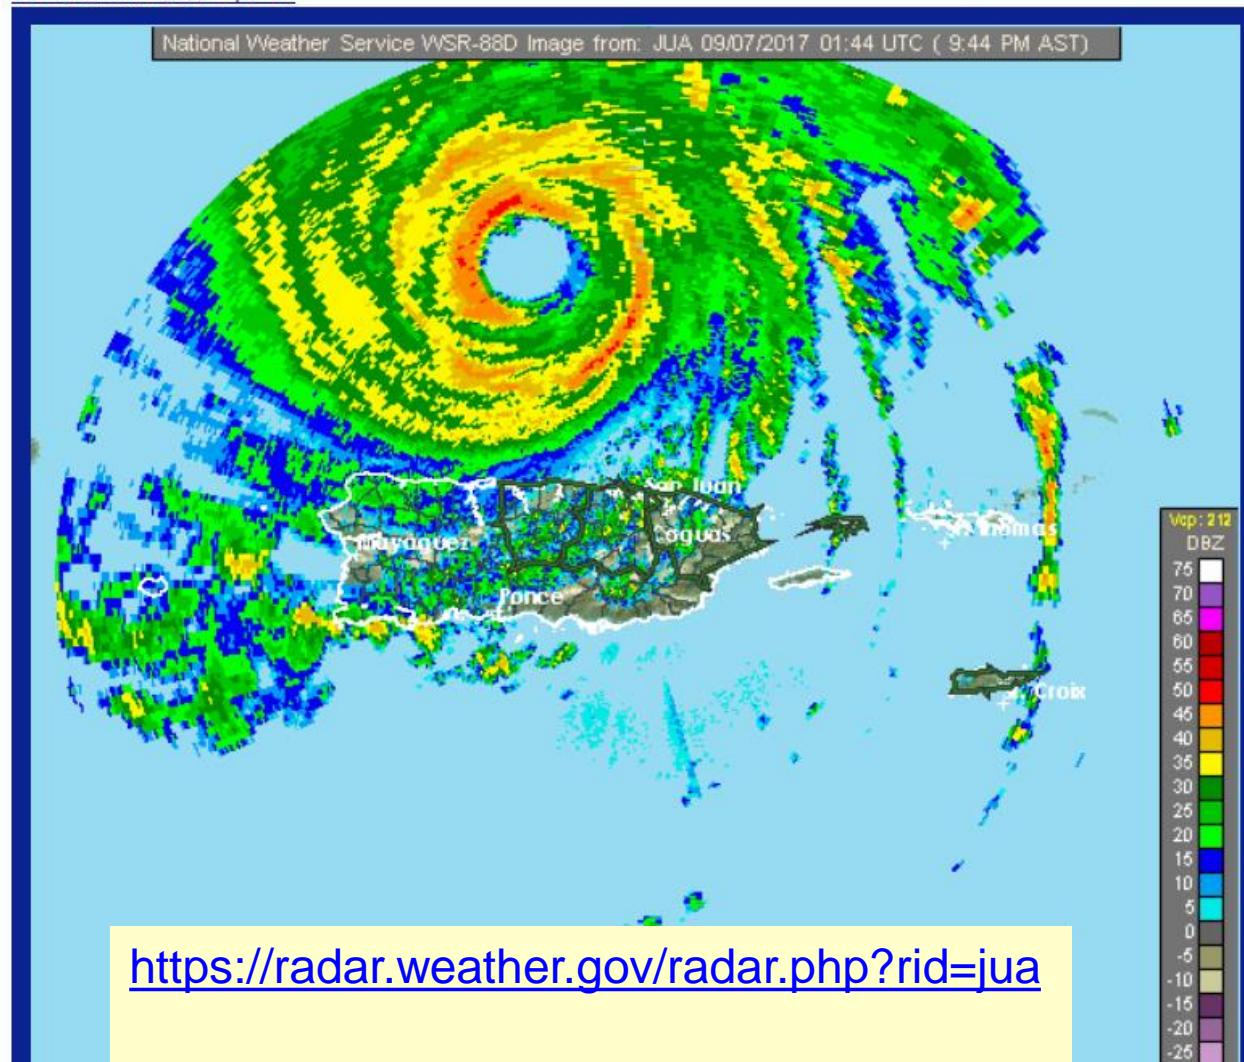 National Weather Service WSR-88D Image from: JUA 09/07/2017 01:44 UTC ( 9:44 PM AST)
San Juan
Mayaguez
Caguas
Thomas
Ponce
Croix
Vcp: 212
DBZ
75
70
65
60
55
50
45
40
35
30
25
20
15
10
5
0
-5
-10
-15
-20
-25
https://radar.weather.gov/radar.php?rid=jua